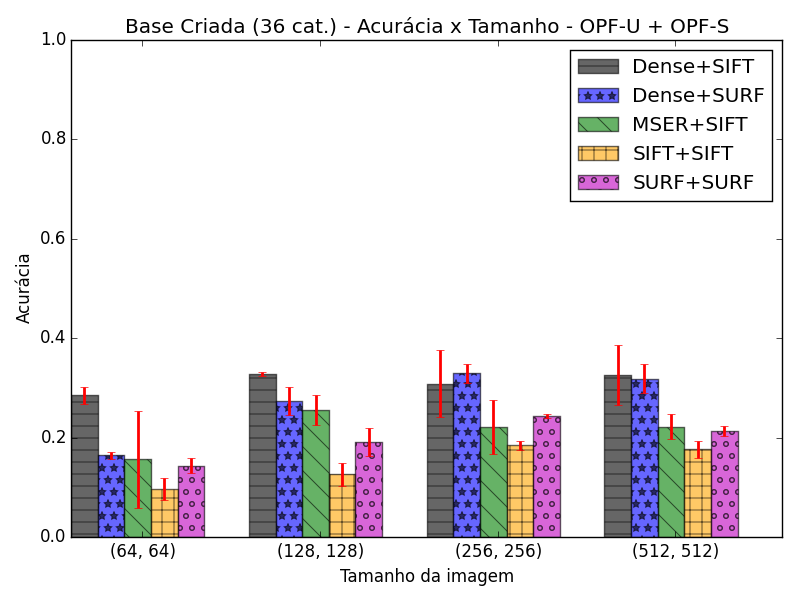 Base Criada (36 cat.) - Acurácia x Tamanho - OPF-U + OPF-S
1.0
0.8
0.6
0.4
0.2
0.0
Acurácia
Dense+SIFT
Dense+SURF
MSER+SIFT
SIFT+SIFT
SURF+SURF
(64, 64) (128, 128) (256, 256) (512, 512)
Tamanho da imagem